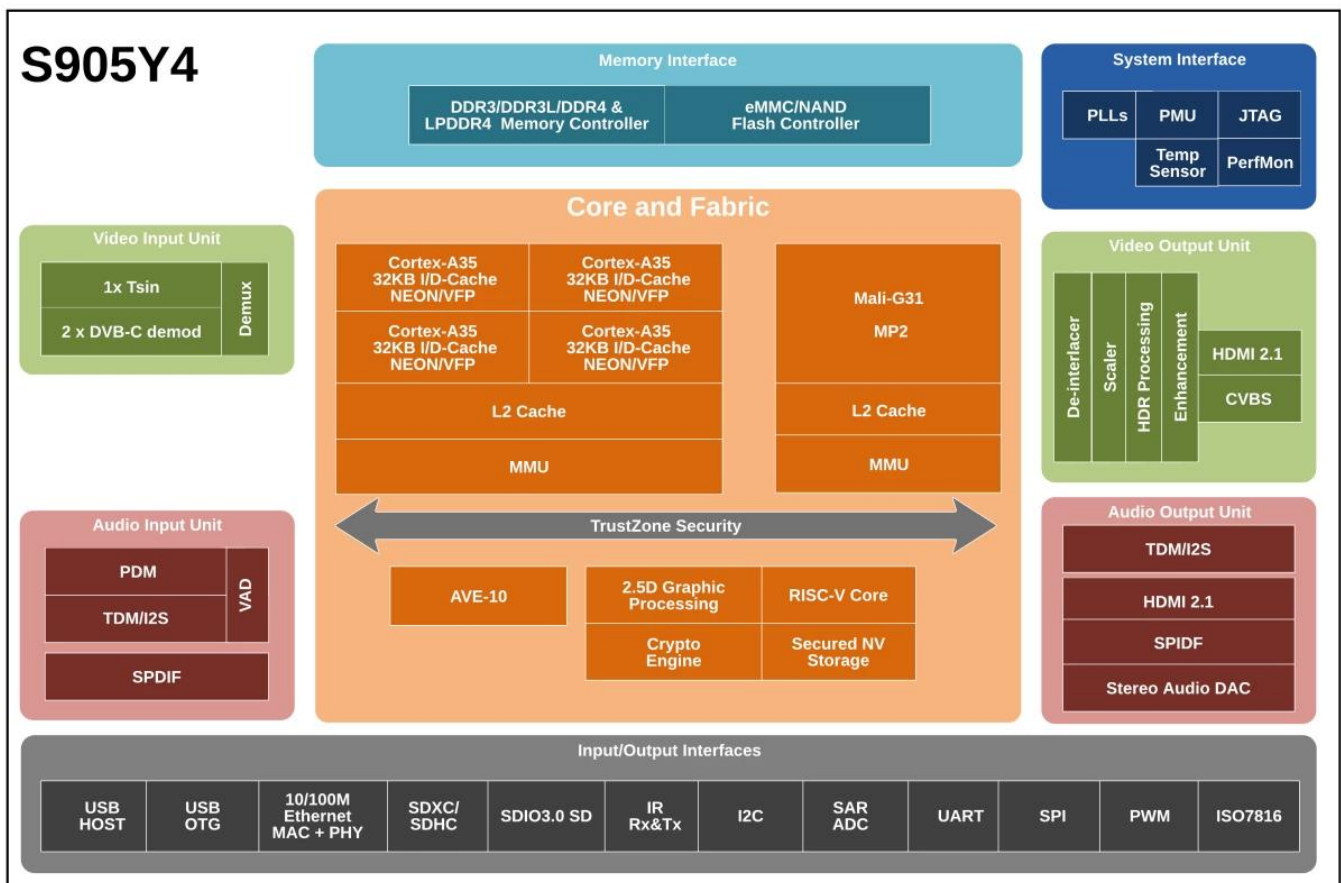 S905Y4
Memory Interface
DDR3/DDR3L/DDR4 &
LPDDR4 Memory Controller
eMMC/NAND
Flash Controller
System Interface
PLLs
PMU
JTAG
Temp
Sensor
PerfMon
Core and Fabric
Cortex-A35
32KB I/D-Cache
NEON/VFP
Cortex-A35
32KB I/D-Cache
NEON/VFP
Cortex-A35
32KB I/D-Cache
NEON/VFP
Cortex-A35
32KB I/D-Cache
NEON/VFP
L2 Cache
MMU
Mali-G31
MP2
L2 Cache
MMU
TrustZone Security
AVE-10
2.5D Graphic
Processing
RISC-V Core
Crypto
Engine
Secured NV
Storage
Video Input Unit
1x Tsin
2 x DVB-C demod
Demux
Video Output Unit
De-interlacer
Scaler
HDR Processing
Enhancement
HDMI 2.1
CVBS
Audio Input Unit
PDM
TDM/I2S
VAD
SPDIF
Audio Output Unit
TDM/I2S
HDMI 2.1
SPIDF
Stereo Audio DAC
Input/Output Interfaces
USB
HOST
USB
OTG
10/100M
Ethernet
MAC + PHY
SDXC/
SDHC
SDIO3.0 SD
IR
Rx&Tx
I2C
SAR
ADC
UART
SPI
PWM
ISO7816